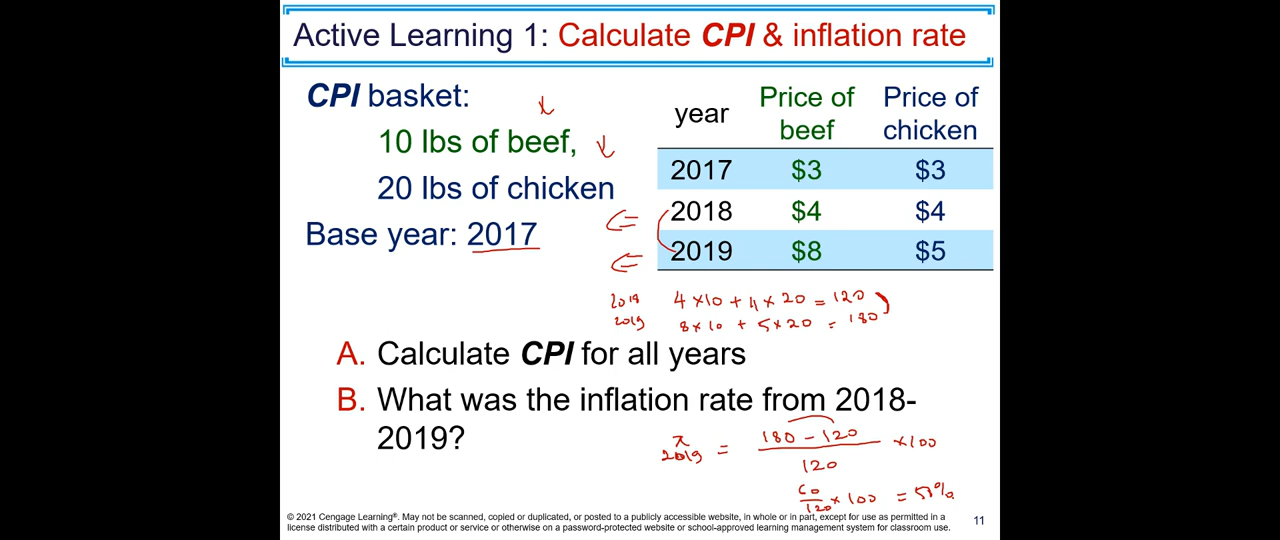 Active Learning 1: Calculate CPI & inflation rate
CPI basket:
10 lbs of beef,
20 lbs of chicken
Base year: 2017
year Price of beef Price of chicken
2017 $3 $3
2018 $4 $4
2019 $8 $5
2018 4 × 10 + 4 × 20 = 120
2019 8 × 10 + 5 × 20 = 180
A. Calculate CPI for all years
B. What was the inflation rate from 2018-
2019?
π 2019 = 180 - 120 / 120 × 100
60 / 120 × 100 = 50%
© 2021 Cengage Learning®. May not be scanned, copied or duplicated, or posted to a publicly accessible website, in whole or in part, except for use as permitted in a
license distributed with a certain product or service or otherwise on a password-protected website or school-approved learning management system for classroom use.
11